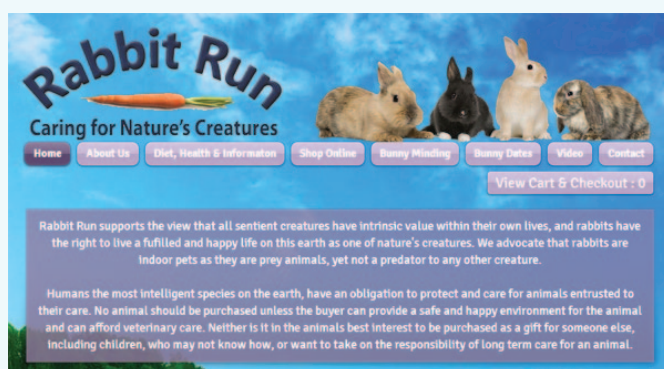 Rabbit Run
Caring for Nature's Creatures
Home About Us Diet, Health & Informaton Shop Online Bunny Minding Bunny Dates Video Contact
View Cart & Checkout : 0
Rabbit Run supports the view that all sentient creatures have intrinsic value within their own lives, and rabbits have
the right to live a fufilled and happy life on this earth as one of nature's creatures. We advocate that rabbits are
indoor pets as they are prey animals, yet not a predator to any other creature.
Humans the most intelligent species on the earth, have an obligation to protect and care for animals entrusted to
their care. No animal should be purchased unless the buyer can provide a safe and happy environment for the animal
and can afford veterinary care. Neither is it in the animals best interest to be purchased as a gift for someone else,
including children, who may not know how, or want to take on the responsibility of long term care for an animal.